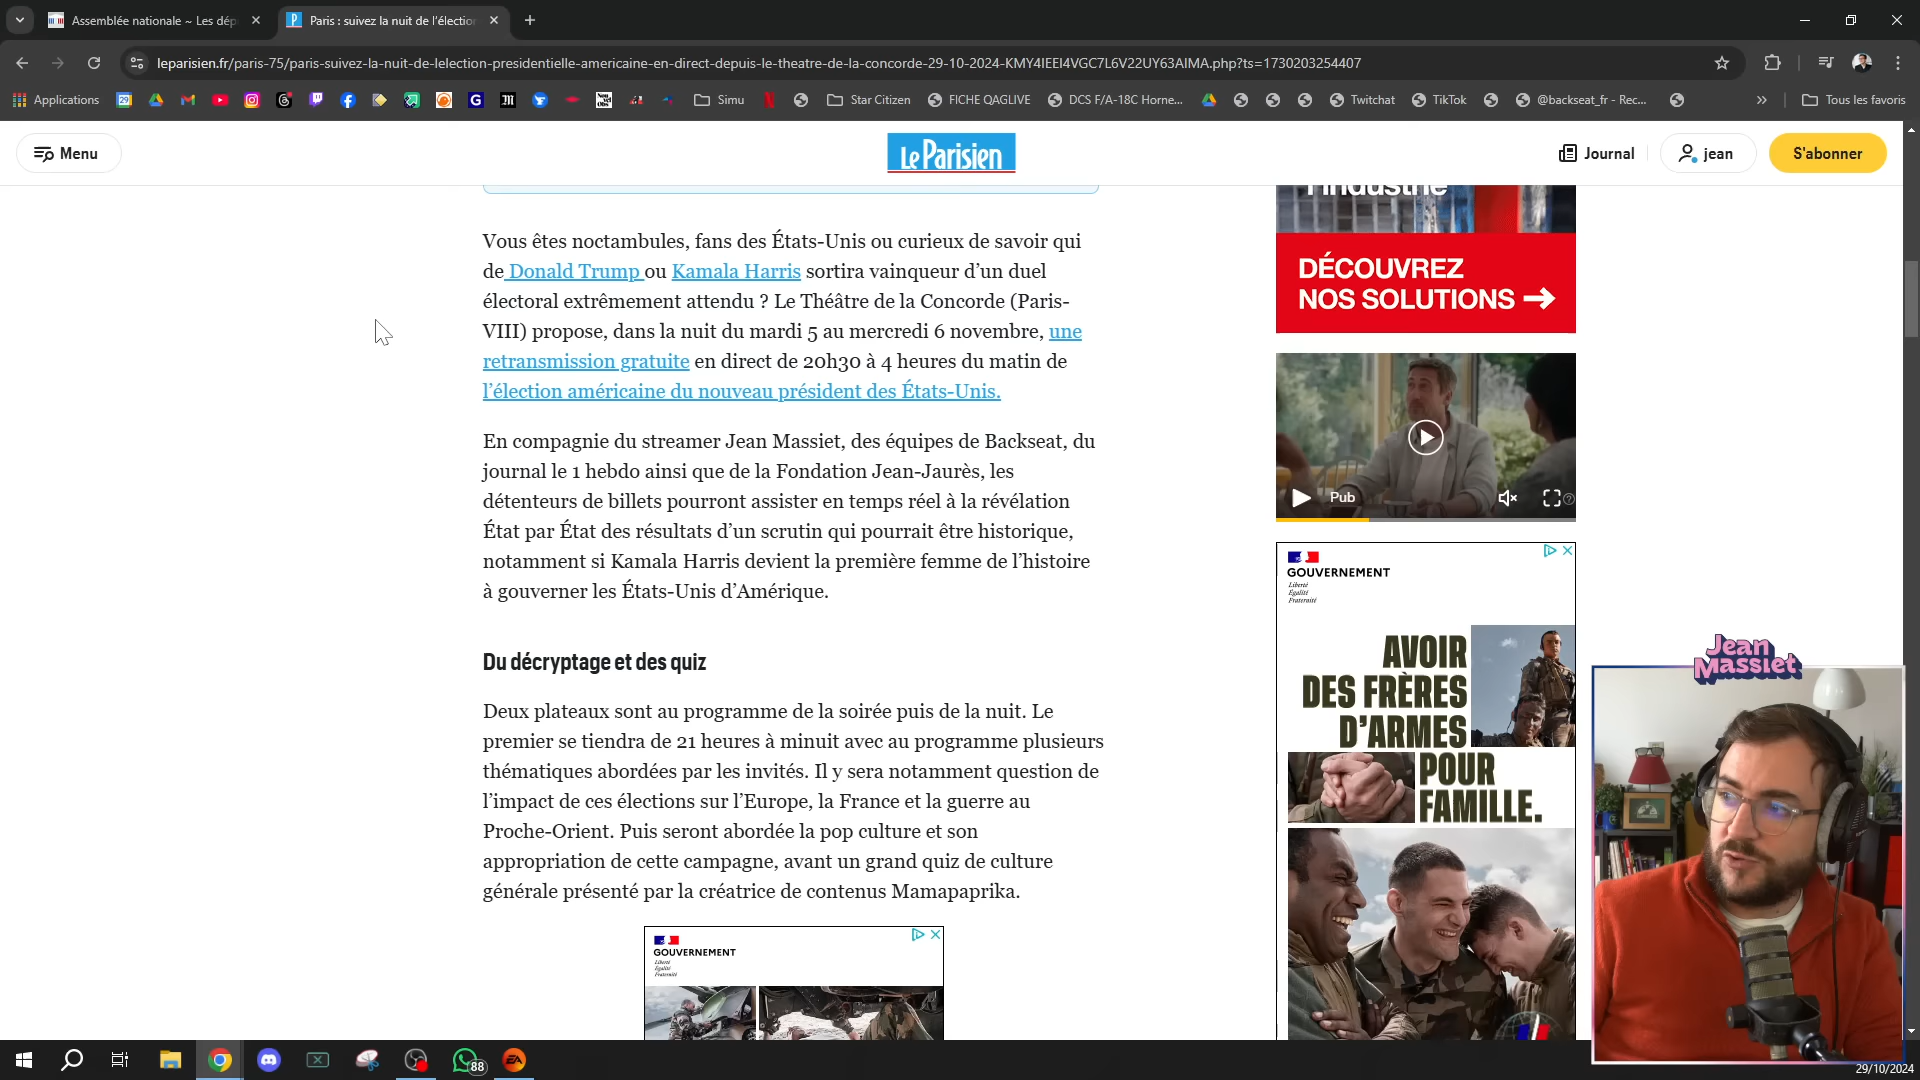 Assemblée nationale ~ Les dép
Paris : suivez la nuit de l'électio
leparisien.fr/paris-75/paris-suivez-la-nuit-de-lelection-presidentielle-americaine-en-direct-depuis-le-theatre-de-la-concorde-29-10-2024-KMY4IEEI4VGC7L6V22UY63AIMA.php?ts=1730203254407
Applications
Simu
Star Citizen
FICHE QAGLIVE
DCS F/A-18C Horne...
Twitchat
TikTok
@backseat_fr - Rec...
Tous les favoris
Menu
Le Parisien
Journal
jean
S'abonner
Vous êtes noctambules, fans des États-Unis ou curieux de savoir qui
de Donald Trump ou Kamala Harris sortira vainqueur d'un duel
électoral extrêmement attendu ? Le Théâtre de la Concorde (Paris-
VIII) propose, dans la nuit du mardi 5 au mercredi 6 novembre, une
retransmission gratuite en direct de 20h30 à 4 heures du matin de
l'élection américaine du nouveau président des États-Unis.
En compagnie du streamer Jean Massiet, des équipes de Backseat, du
journal le 1 hebdo ainsi que de la Fondation Jean-Jaurès, les
détenteurs de billets pourront assister en temps réel à la révélation
État par État des résultats d'un scrutin qui pourrait être historique,
notamment si Kamala Harris devient la première femme de l'histoire
à gouverner les États-Unis d'Amérique.
Du décryptage et des quiz
Deux plateaux sont au programme de la soirée puis de la nuit. Le
premier se tiendra de 21 heures à minuit avec au programme plusieurs
thématiques abordées par les invités. Il y sera notamment question de
l'impact de ces élections sur l'Europe, la France et la guerre au
Proche-Orient. Puis seront abordée la pop culture et son
appropriation de cette campagne, avant un grand quiz de culture
générale présenté par la créatrice de contenus Mamapaprika.
GOUVERNEMENT
Liberté
Égalité
Fraternité
l'industrie
DÉCOUVREZ
NOS SOLUTIONS
Pub
GOUVERNEMENT
Liberté
Égalité
Fraternité
AVOIR
DES FRÈRES
D'ARMES
POUR
FAMILLE.
Jean
Massiet
88
EA
29/10/2024